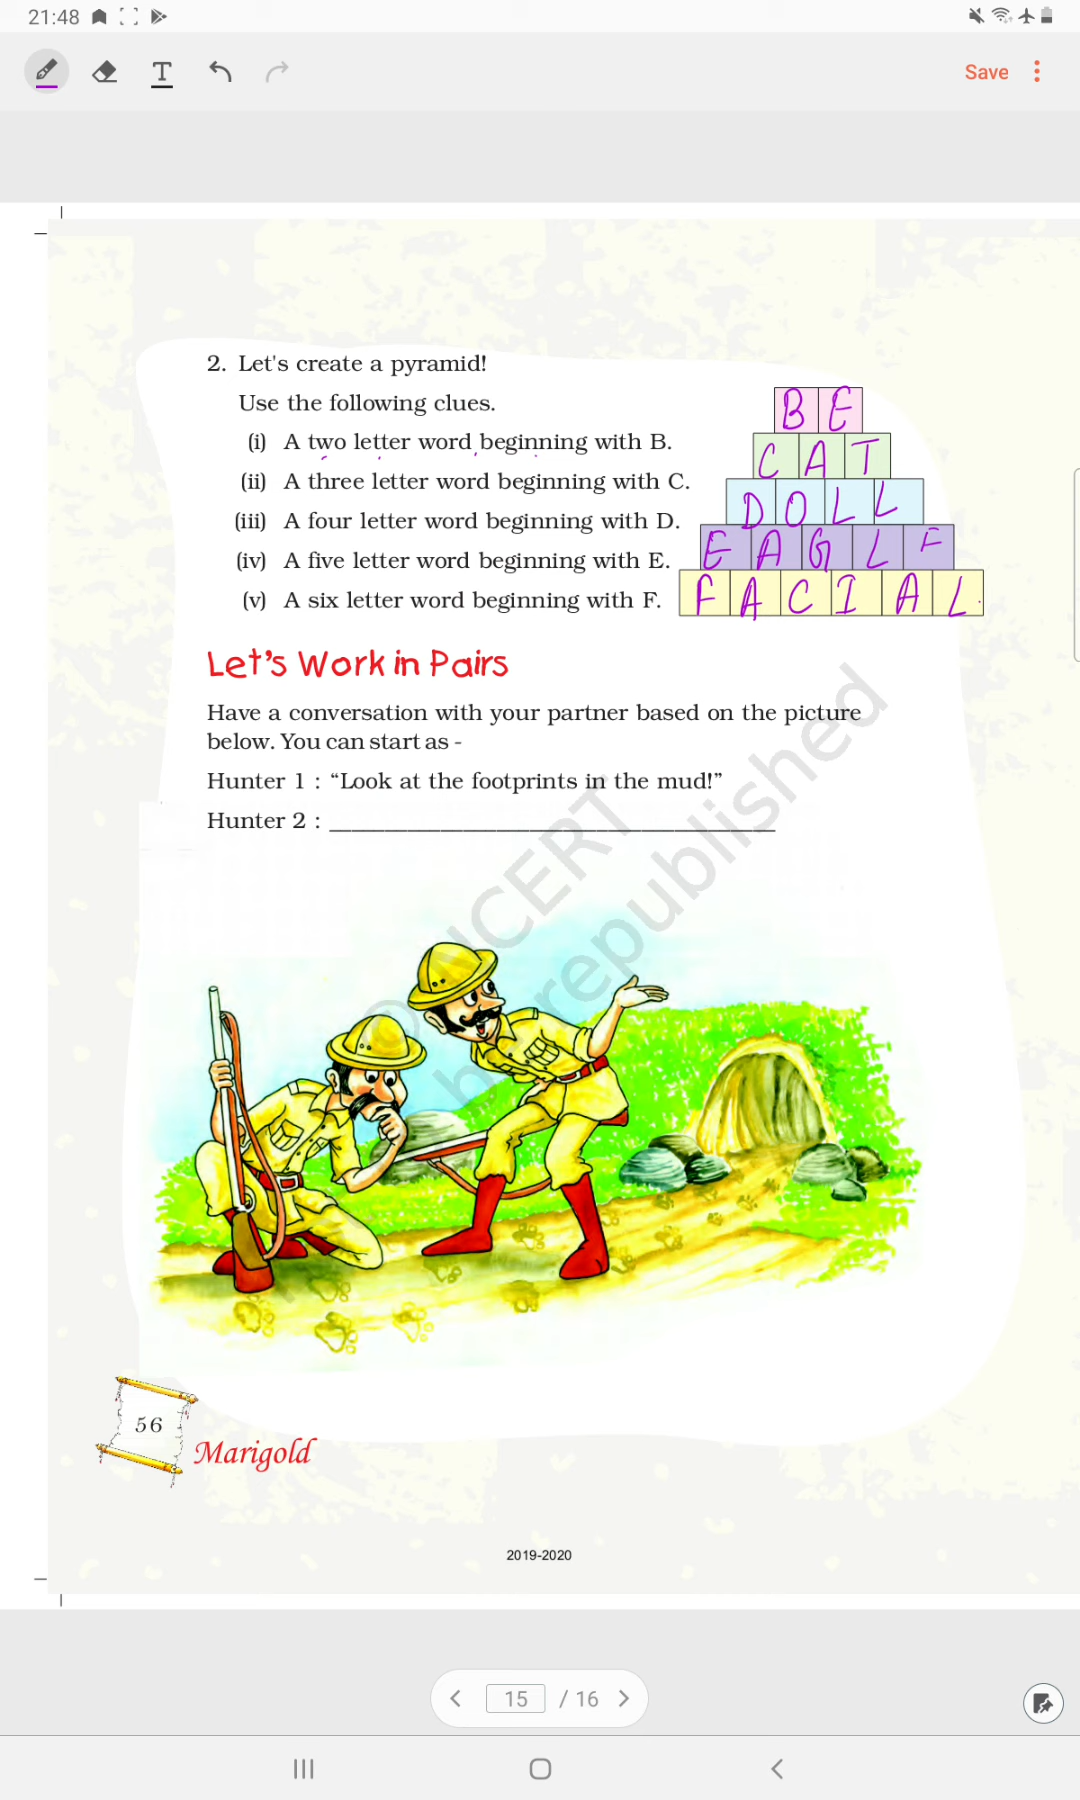 21:48
Save
2. Let's create a pyramid!
Use the following clues.
(i) A two letter word beginning with B.
(ii) A three letter word beginning with C.
(iii) A four letter word beginning with D.
(iv) A five letter word beginning with E.
(v) A six letter word beginning with F.
B E
C A T
D O L L
E A G L F
F A C I A L
Let's Work in Pairs
Have a conversation with your partner based on the picture
below. You can start as -
Hunter 1 : “Look at the footprints in the mud!”
Hunter 2 :
© NCERT
be republished
56
Marigold
2019-2020
15 / 16